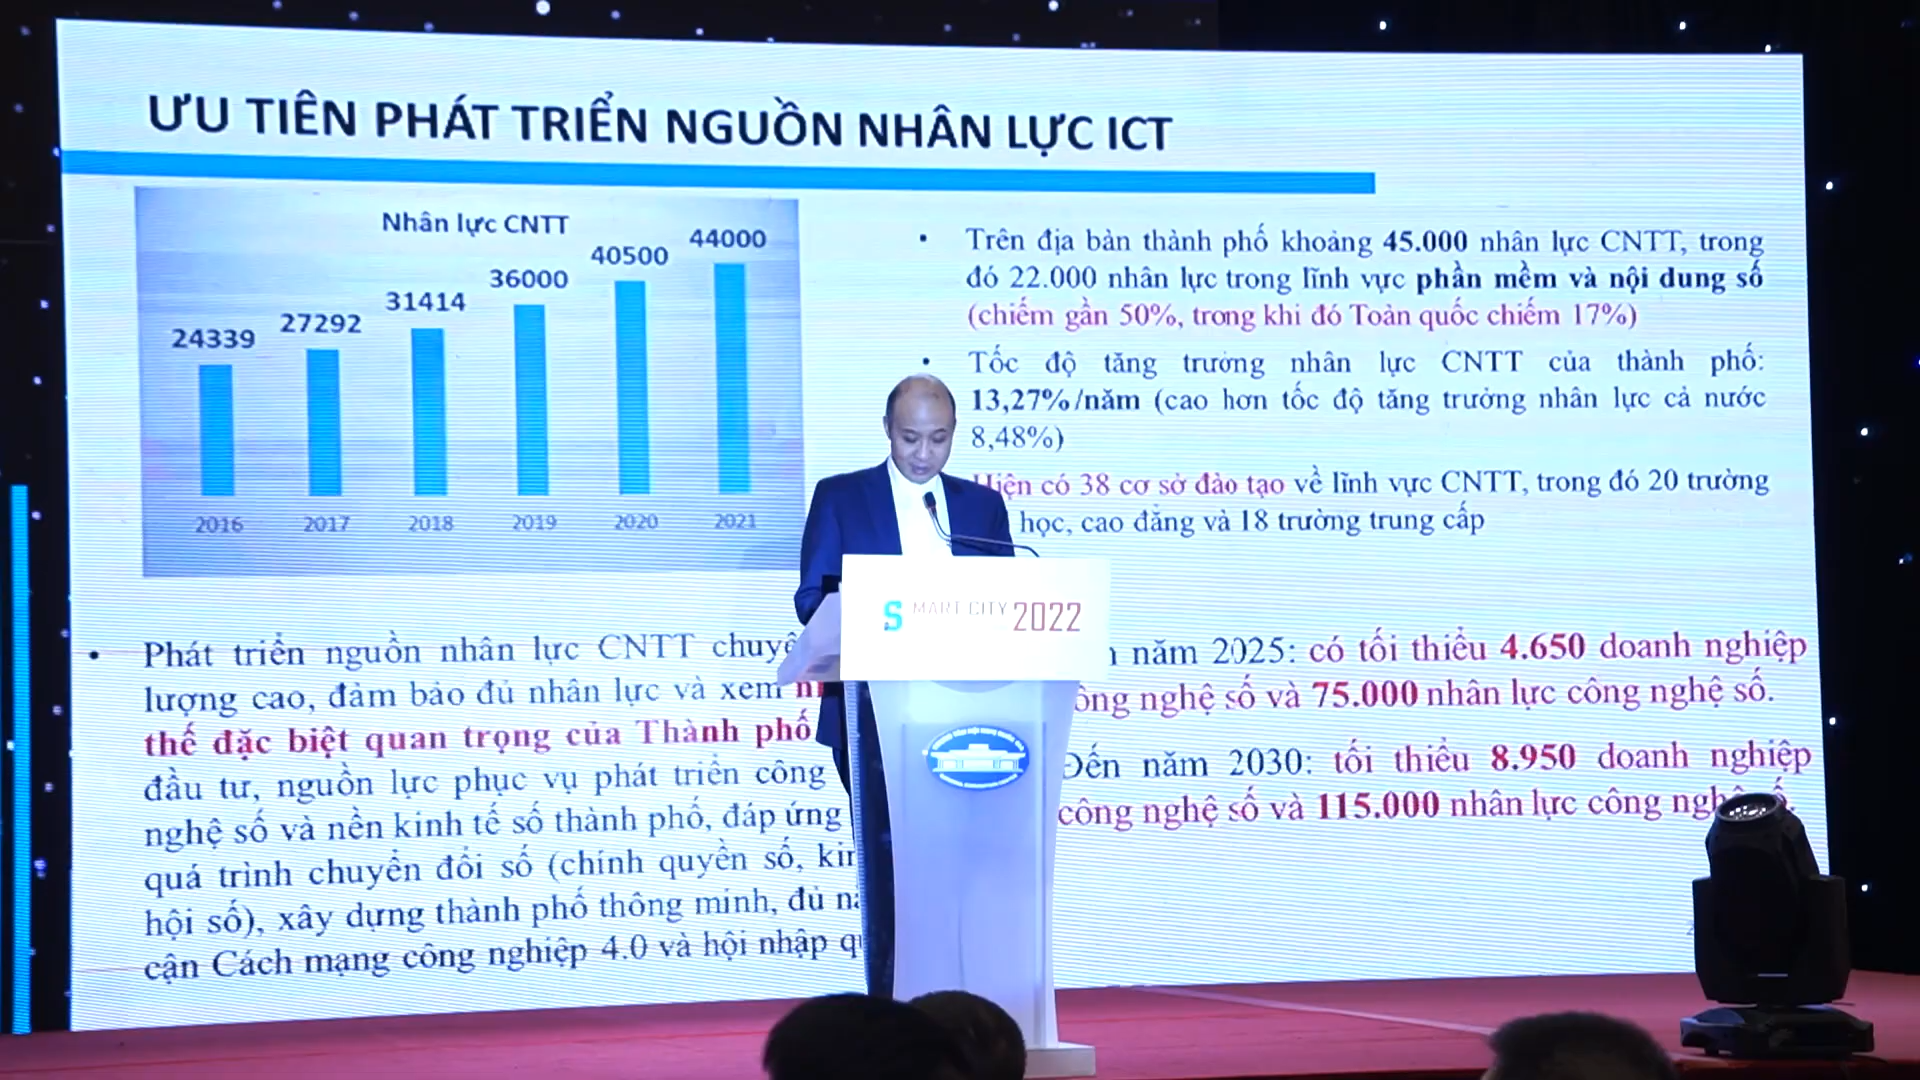 ƯU TIÊN PHÁT TRIỂN NGUỒN NHÂN LỰC ICT
Nhân lực CNTT
24339
27292
31414
36000
40500
44000
2016
2017
2018
2019
2020
2021
• Trên địa bàn thành phố khoảng 45.000 nhân lực CNTT, trong
đó 22.000 nhân lực trong lĩnh vực phần mềm và nội dung số
(chiếm gần 50%, trong khi đó Toàn quốc chiếm 17%)
• Tốc độ tăng trưởng nhân lực CNTT của thành phố:
13,27%/năm (cao hơn tốc độ tăng trưởng nhân lực cả nước
8,48%)
Hiện có 38 cơ sở đào tạo về lĩnh vực CNTT, trong đó 20 trường
học, cao đẳng và 18 trường trung cấp
• Phát triển nguồn nhân lực CNTT
lượng cao, đảm bảo đủ nhân lực và xem
thế đặc biệt quan trọng của Thành phố
đầu tư, nguồn lực phục vụ phát triển công
nghệ số và nền kinh tế số thành phố, đáp ứng
quá trình chuyển đổi số (chính quyền số,
hội số), xây dựng thành phố thông minh, đủ
cận Cách mạng công nghiệp 4.0 và hội nhập
năm 2025: có tối thiểu 4.650 doanh nghiệp
nghệ số và 75.000 nhân lực công nghệ số.
Đến năm 2030: tối thiểu 8.950 doanh nghiệp
công nghệ số và 115.000 nhân lực công
SMART CITY 2022